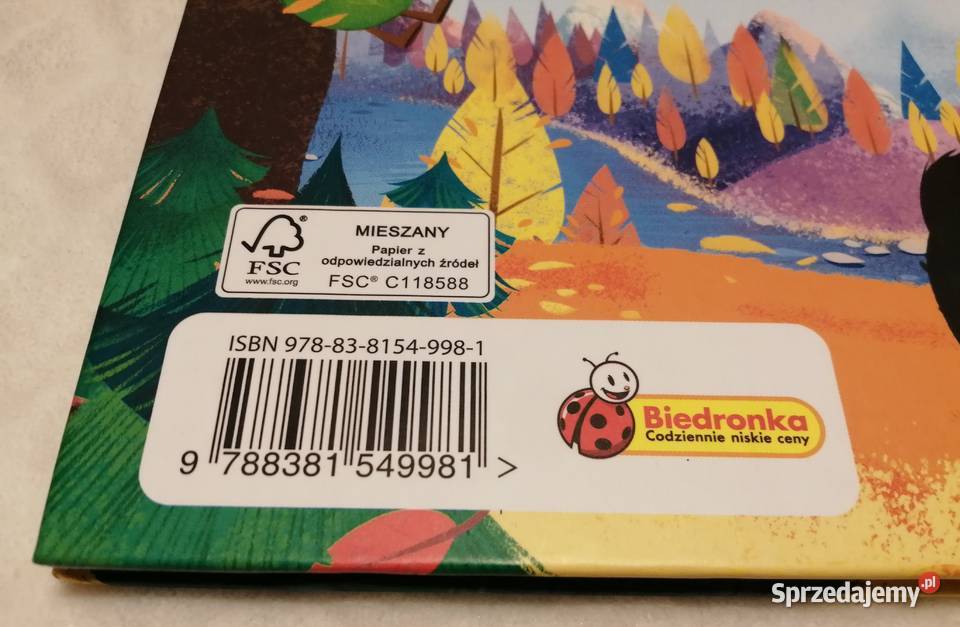 FSC®
www.fsc.org
MIESZANY
Papier z
odpowiedzialnych źródeł
FSC® C118588
ISBN 978-83-8154-998-1
9 788381 549981 >
Biedronka
Codziennie niskie ceny
Sprzedajemy.pl